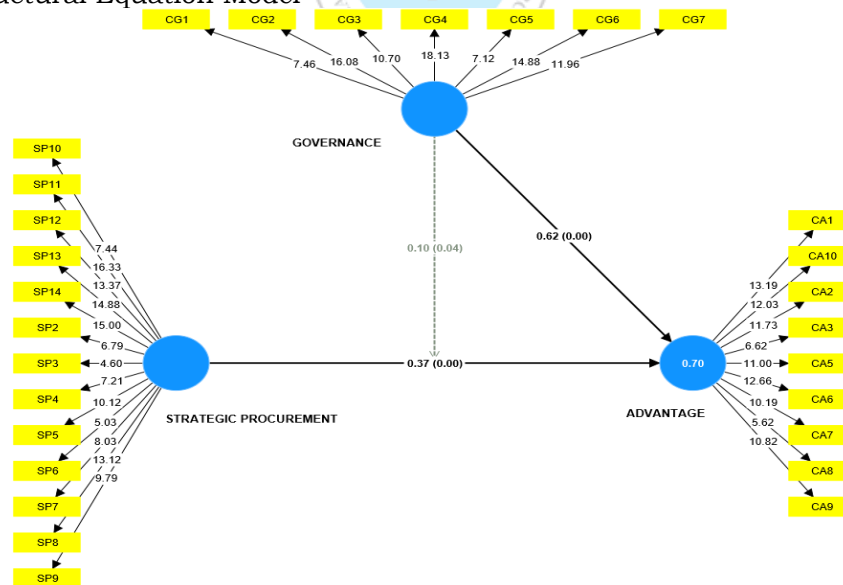 uctural Equation Model
CG1 CG2 CG3 CG4 CG5 CG6 CG7
7.46 16.08 10.70 18.13 7.12 14.88 11.96
GOVERNANCE
SP10
SP11
SP12
SP13
SP14
SP2
SP3
SP4
SP5
SP6
SP7
SP8
SP9
7.44
16.33
13.37
14.88
15.00
6.79
4.60
7.21
10.12
5.03
8.03
13.12
9.79
STRATEGIC PROCUREMENT
0.10 (0.04)
0.62 (0.00)
0.37 (0.00)
0.70
ADVANTAGE
13.19
12.03
11.73
6.62
11.00
12.66
10.19
5.62
10.82
CA1
CA10
CA2
CA3
CA5
CA6
CA7
CA8
CA9